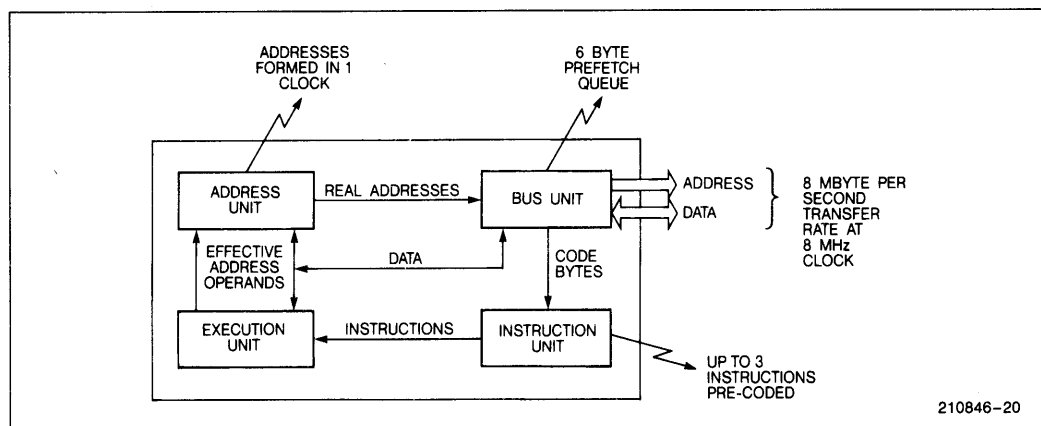 ADDRESSES
FORMED IN 1
CLOCK
6 BYTE
PREFETCH
QUEUE
ADDRESS
UNIT
REAL ADDRESSES
BUS UNIT
ADDRESS
DATA
8 MBYTE PER
SECOND
TRANSFER
RATE AT
8 MHz
CLOCK
EFFECTIVE
ADDRESS
OPERANDS
DATA
CODE
BYTES
EXECUTION
UNIT
INSTRUCTIONS
INSTRUCTION
UNIT
UP TO 3
INSTRUCTIONS
PRE-CODED
210846-20